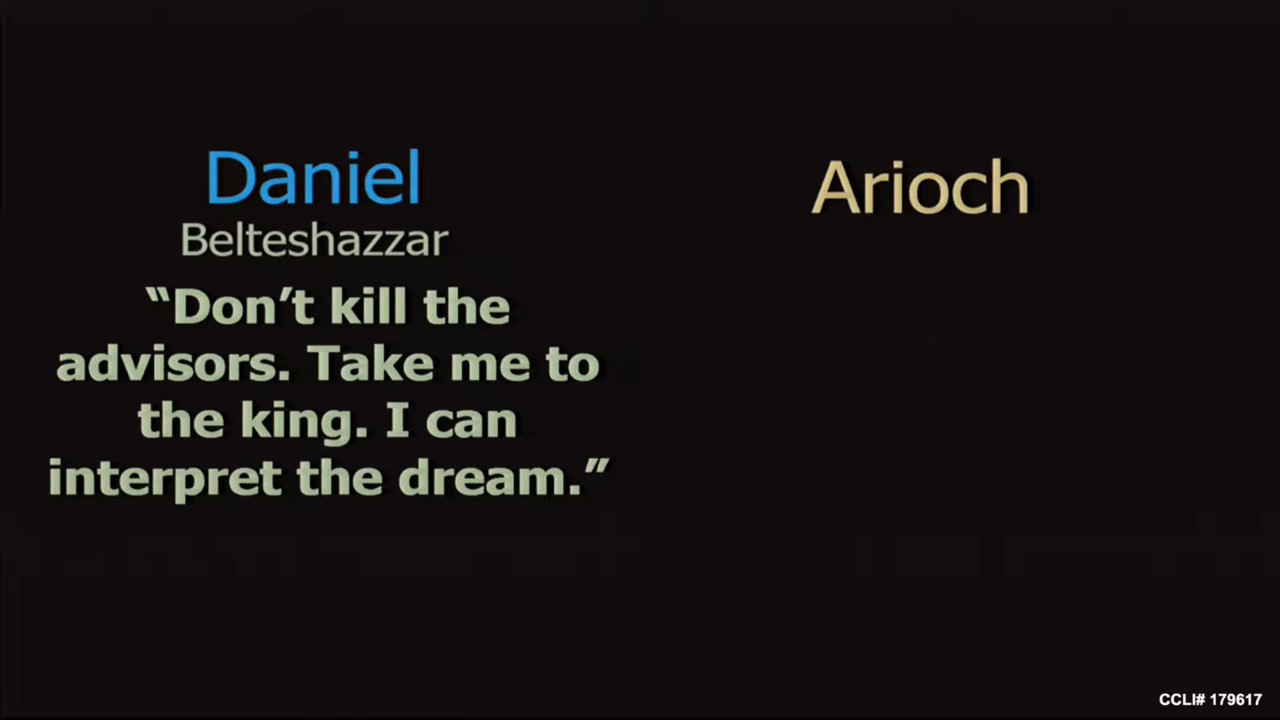 Daniel
Belteshazzar
“Don’t kill the
advisors. Take me to
the king. I can
interpret the dream.”
Arioch
CCLI# 179617